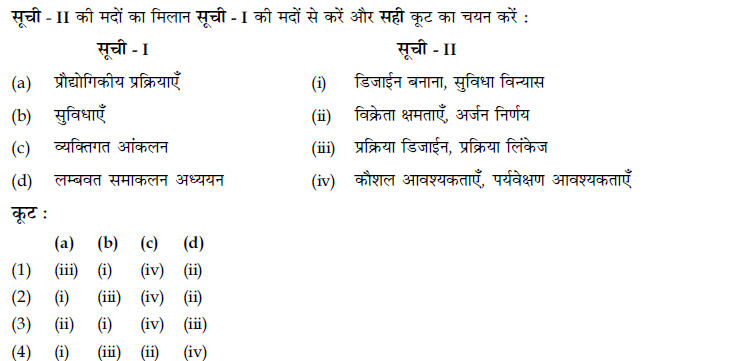 सूची - II की मदों का मिलान सूची - I की मदों से करें और सही कूट का चयन करें :
सूची - I सूची - II
(a) प्रौद्योगिकीय प्रक्रियाएँ (i) डिजाईन बनाना, सुविधा विन्यास
(b) सुविधाएँ (ii) विक्रेता क्षमताएँ, अर्जन निर्णय
(c) व्यक्तिगत आंकलन (iii) प्रक्रिया डिजाईन, प्रक्रिया लिंकेज
(d) लम्बवत समाकलन अध्ययन (iv) कौशल आवश्यकताएँ, पर्यवेक्षण आवश्यकताएँ
कूट :
(a) (b) (c) (d)
(1) (iii) (i) (iv) (ii)
(2) (i) (iii) (iv) (ii)
(3) (ii) (i) (iv) (iii)
(4) (i) (iii) (ii) (iv)